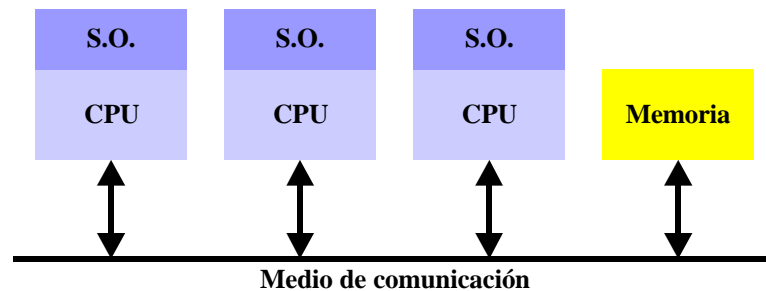 S.O.
S.O.
S.O.
CPU
CPU
CPU
Memoria
Medio de comunicación